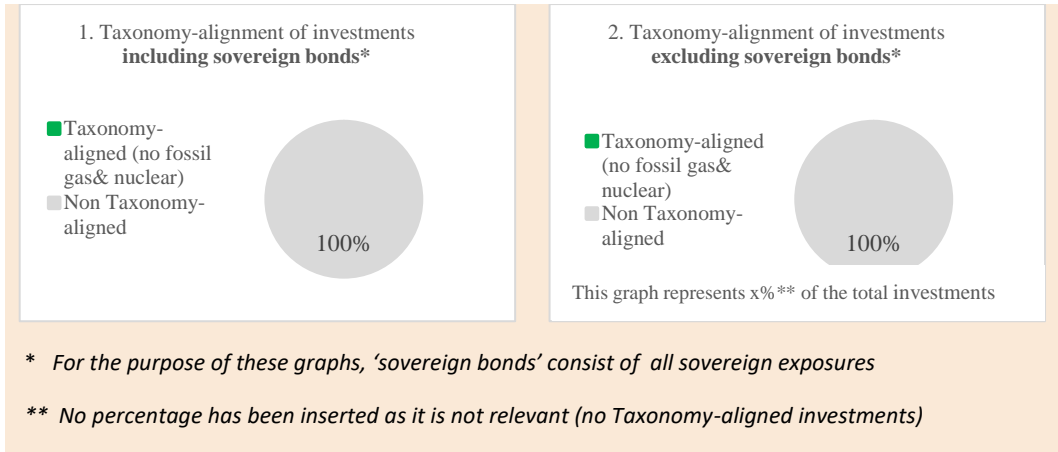 1. Taxonomy-alignment of investments
including sovereign bonds*
Taxonomy-
aligned (no fossil
gas& nuclear)
Non Taxonomy-
aligned
100%
2. Taxonomy-alignment of investments
excluding sovereign bonds*
Taxonomy-aligned
(no fossil gas&
nuclear)
Non Taxonomy-
aligned
100%
This graph represents x%** of the total investments
* For the purpose of these graphs, ‘sovereign bonds’ consist of all sovereign exposures
** No percentage has been inserted as it is not relevant (no Taxonomy-aligned investments)